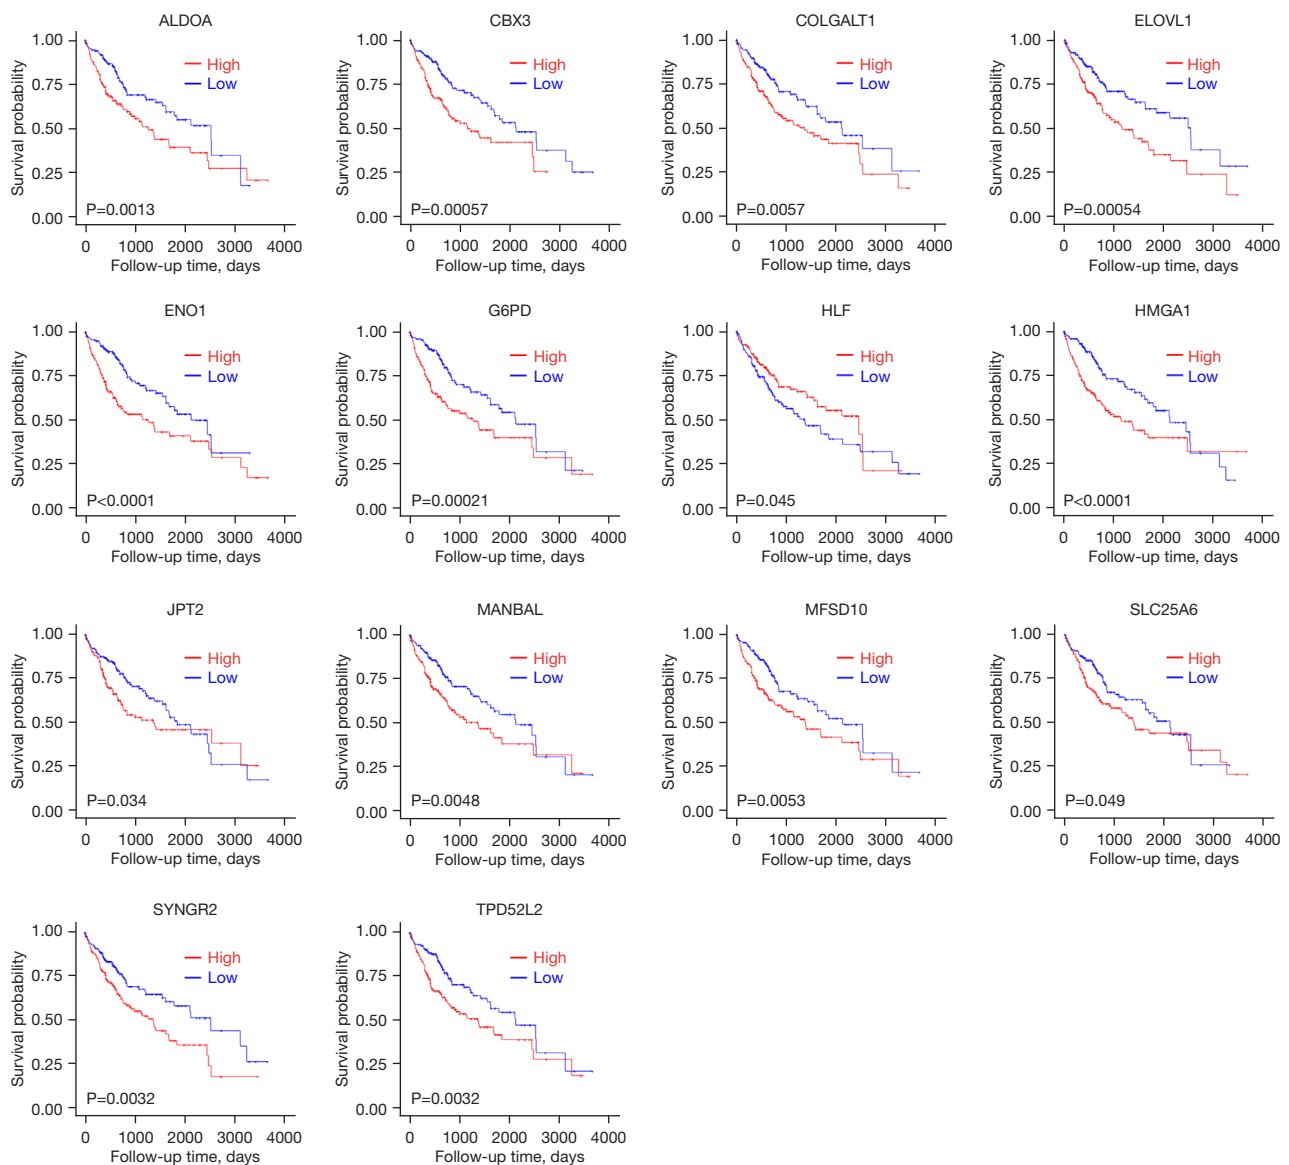 ALDOA
Survival probability
1.00
0.75
0.50
0.25
0.00
High
Low
P=0.0013
0 1000 2000 3000 4000
Follow-up time, days
CBX3
Survival probability
1.00
0.75
0.50
0.25
0.00
High
Low
P=0.00057
0 1000 2000 3000 4000
Follow-up time, days
COLGALT1
Survival probability
1.00
0.75
0.50
0.25
0.00
High
Low
P=0.0057
0 1000 2000 3000 4000
Follow-up time, days
ELOVL1
Survival probability
1.00
0.75
0.50
0.25
0.00
High
Low
P=0.00054
0 1000 2000 3000 4000
Follow-up time, days
ENO1
Survival probability
1.00
0.75
0.50
0.25
0.00
High
Low
P<0.0001
0 1000 2000 3000 4000
Follow-up time, days
G6PD
Survival probability
1.00
0.75
0.50
0.25
0.00
High
Low
P=0.00021
0 1000 2000 3000 4000
Follow-up time, days
HLF
Survival probability
1.00
0.75
0.50
0.25
0.00
High
Low
P=0.045
0 1000 2000 3000 4000
Follow-up time, days
HMGA1
Survival probability
1.00
0.75
0.50
0.25
0.00
High
Low
P<0.0001
0 1000 2000 3000 4000
Follow-up time, days
JPT2
Survival probability
1.00
0.75
0.50
0.25
0.00
High
Low
P=0.034
0 1000 2000 3000 4000
Follow-up time, days
MANBAL
Survival probability
1.00
0.75
0.50
0.25
0.00
High
Low
P=0.0048
0 1000 2000 3000 4000
Follow-up time, days
MFSD10
Survival probability
1.00
0.75
0.50
0.25
0.00
High
Low
P=0.0053
0 1000 2000 3000 4000
Follow-up time, days
SLC25A6
Survival probability
1.00
0.75
0.50
0.25
0.00
High
Low
P=0.049
0 1000 2000 3000 4000
Follow-up time, days
SYNGR2
Survival probability
1.00
0.75
0.50
0.25
0.00
High
Low
P=0.0032
0 1000 2000 3000 4000
Follow-up time, days
TPD52L2
Survival probability
1.00
0.75
0.50
0.25
0.00
High
Low
P=0.0032
0 1000 2000 3000 4000
Follow-up time, days